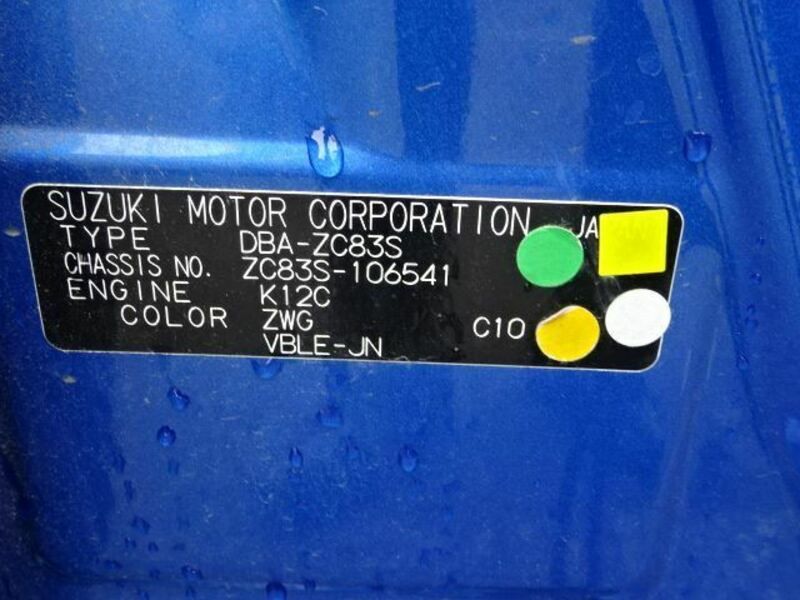 SUZUKI MOTOR CORPORATION
TYPE DBA-ZC83S
CHASSIS NO. ZC83S-106541
ENGINE K12C
COLOR ZWG C10
VBLE-JN